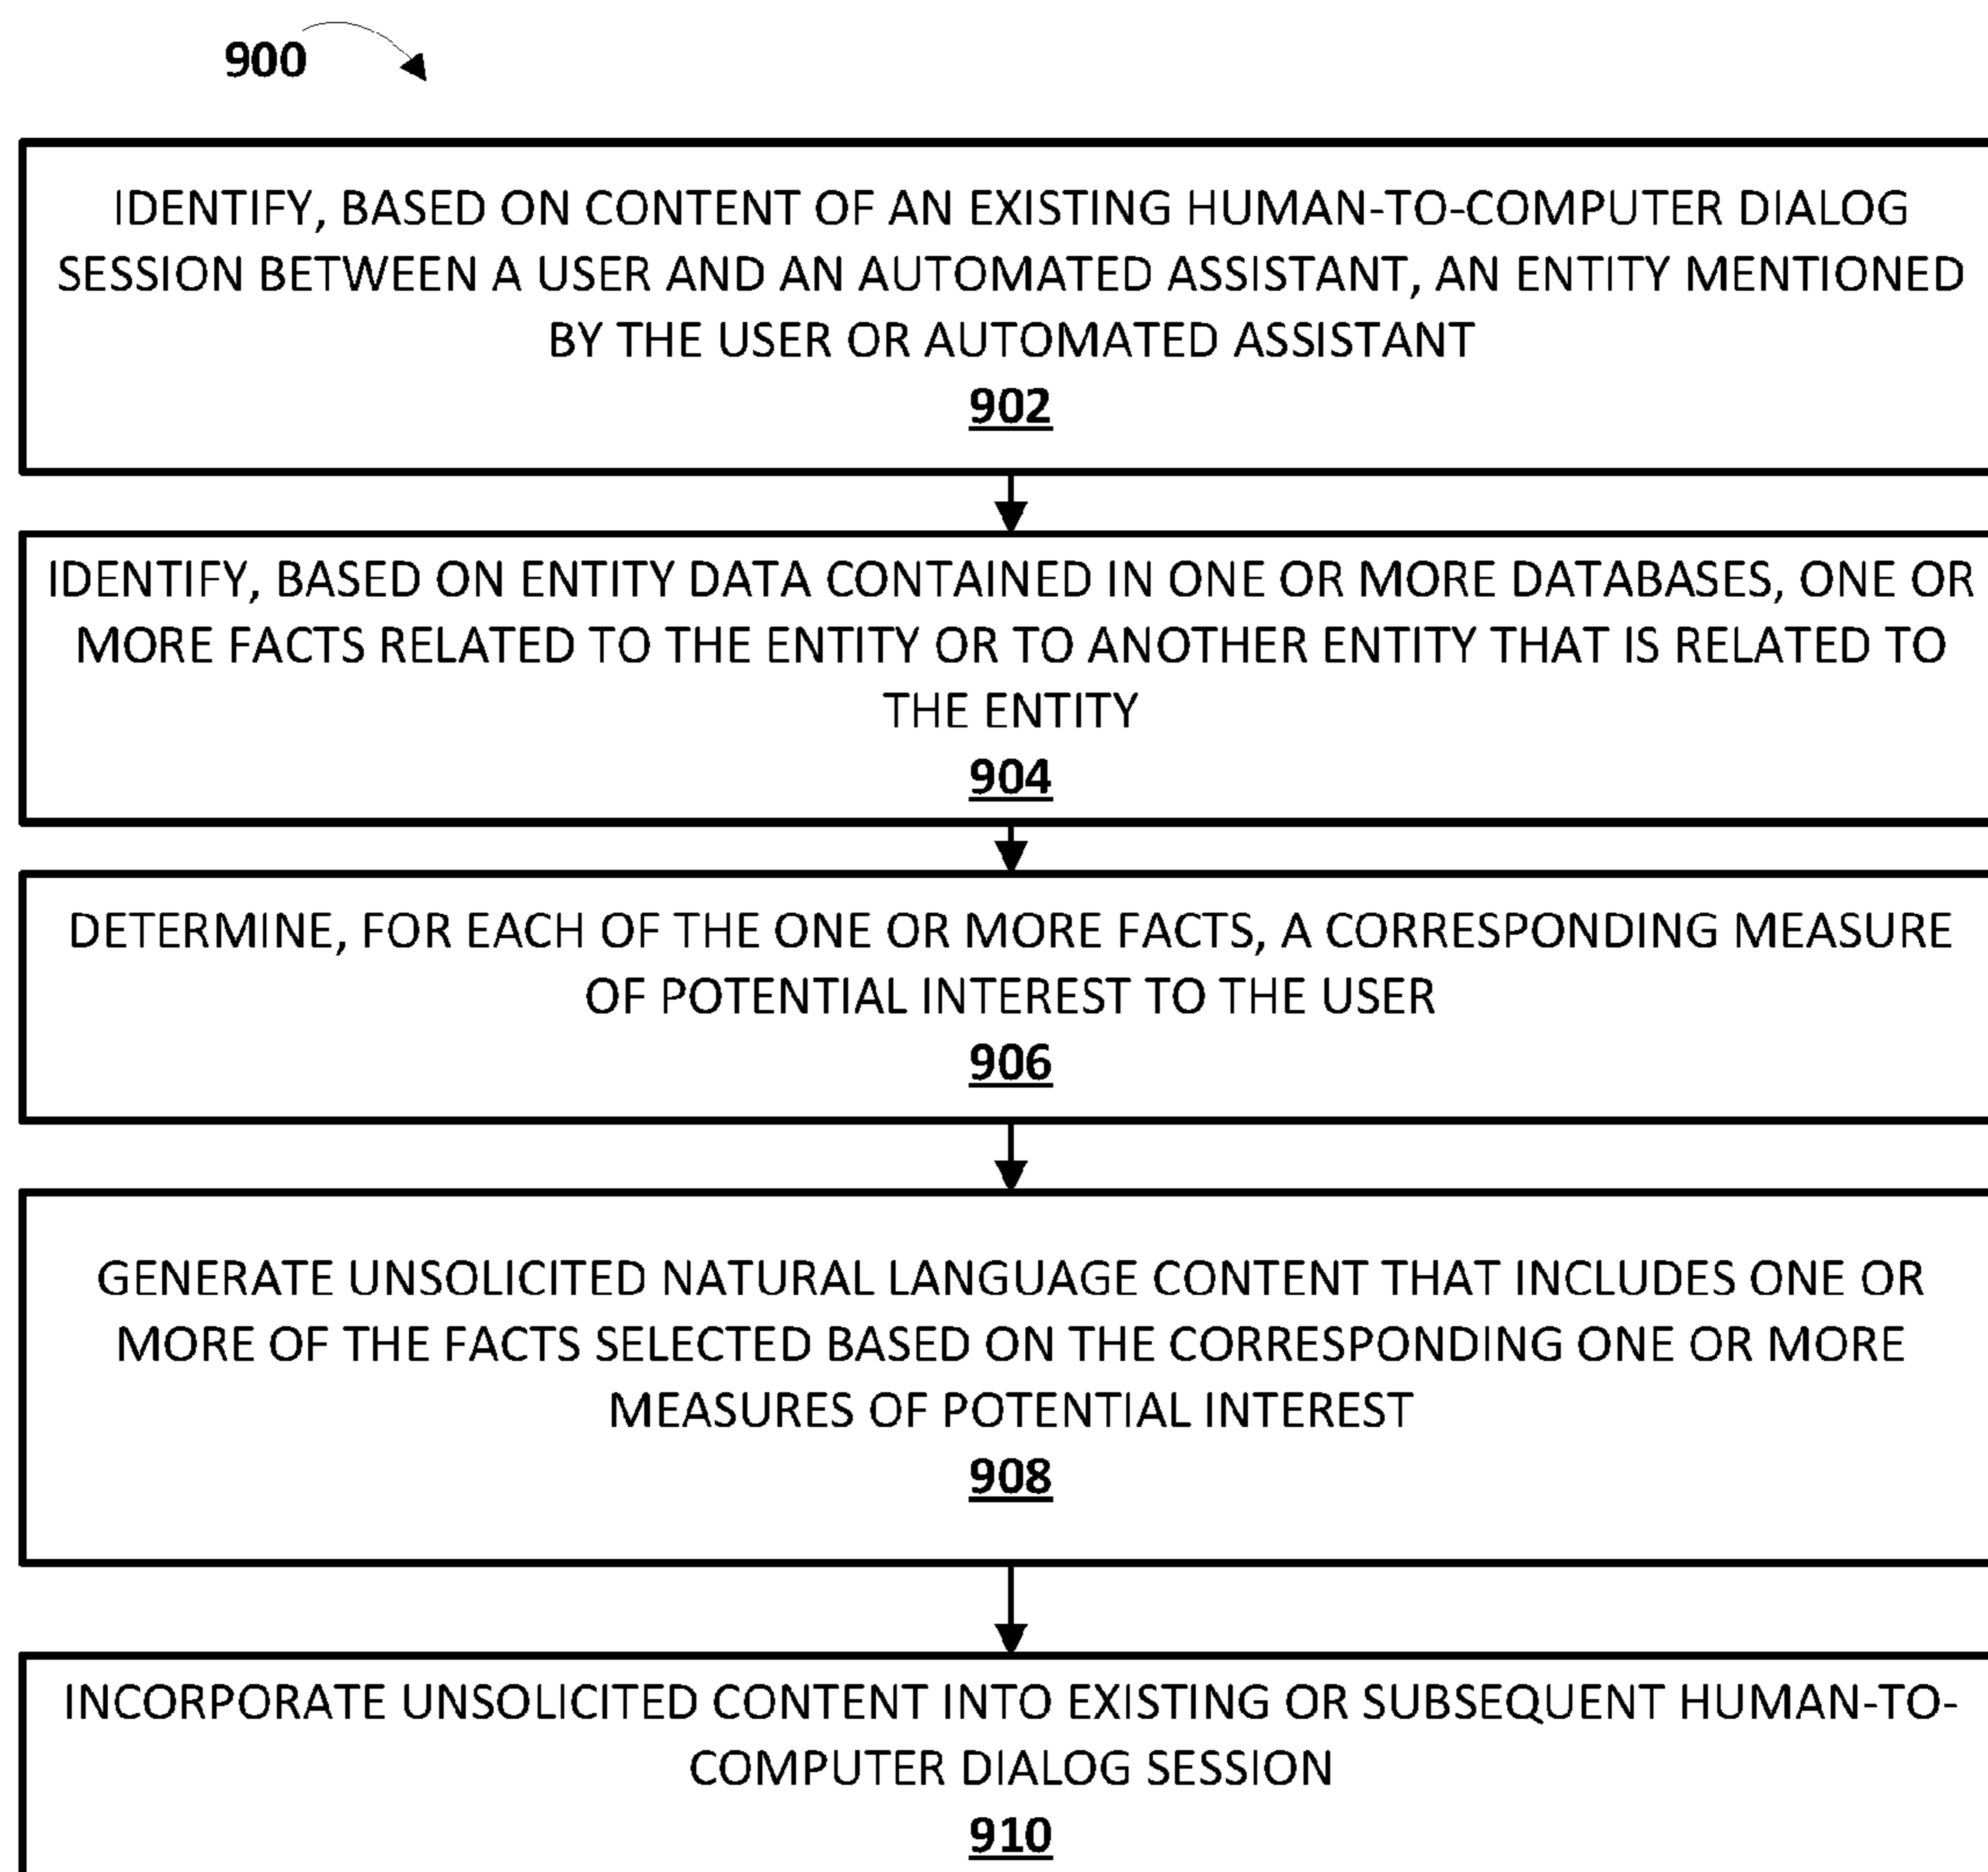 900
IDENTIFY, BASED ON CONTENT OF AN EXISTING HUMAN-TO-COMPUTER DIALOG
SESSION BETWEEN A USER AND AN AUTOMATED ASSISTANT, AN ENTITY MENTIONED
BY THE USER OR AUTOMATED ASSISTANT
902
IDENTIFY, BASED ON ENTITY DATA CONTAINED IN ONE OR MORE DATABASES, ONE OR
MORE FACTS RELATED TO THE ENTITY OR TO ANOTHER ENTITY THAT IS RELATED TO
THE ENTITY
904
DETERMINE, FOR EACH OF THE ONE OR MORE FACTS, A CORRESPONDING MEASURE
OF POTENTIAL INTEREST TO THE USER
906
GENERATE UNSOLICITED NATURAL LANGUAGE CONTENT THAT INCLUDES ONE OR
MORE OF THE FACTS SELECTED BASED ON THE CORRESPONDING ONE OR MORE
MEASURES OF POTENTIAL INTEREST
908
INCORPORATE UNSOLICITED CONTENT INTO EXISTING OR SUBSEQUENT HUMAN-TO-
COMPUTER DIALOG SESSION
910